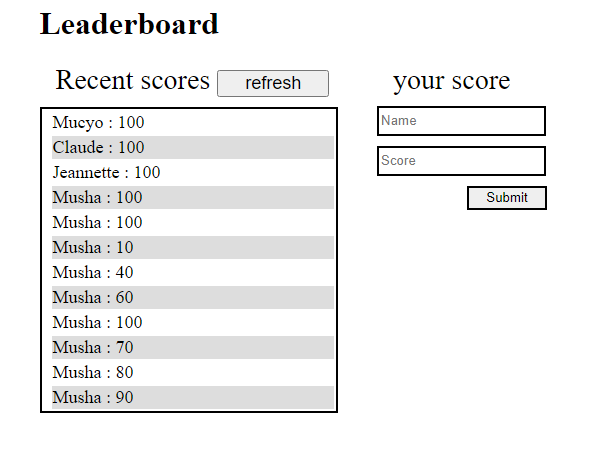 Leaderboard
Recent scores refresh
Mucyo : 100
Claude : 100
Jeannette : 100
Musha : 100
Musha : 100
Musha : 10
Musha : 40
Musha : 60
Musha : 100
Musha : 70
Musha : 80
Musha : 90
your score
Name
Score
Submit